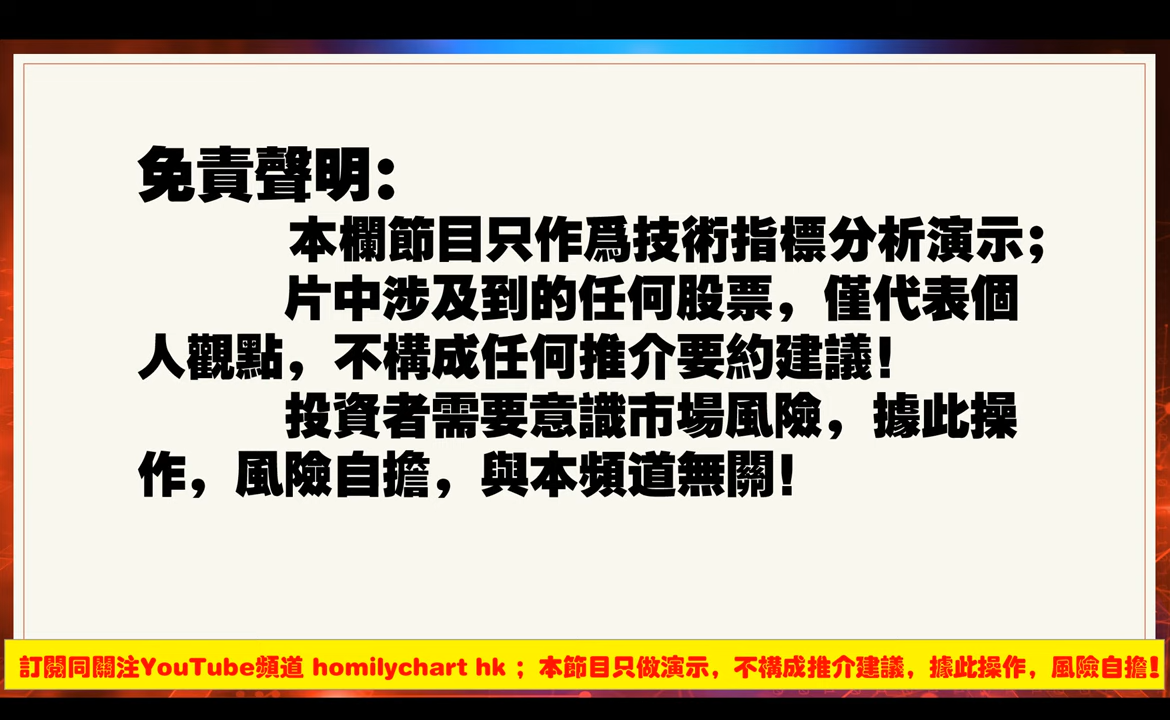 免責聲明：
本欄節目只作爲技術指標分析演示；
片中涉及到的任何股票，僅代表個
人觀點，不構成任何推介要約建議！
投資者需要意識市場風險，據此操
作，風險自擔，與本頻道無關！
訂閱同關注YouTube頻道 homilychart hk ；本節目只做演示，不構成推介建議，據此操作，風險自擔！